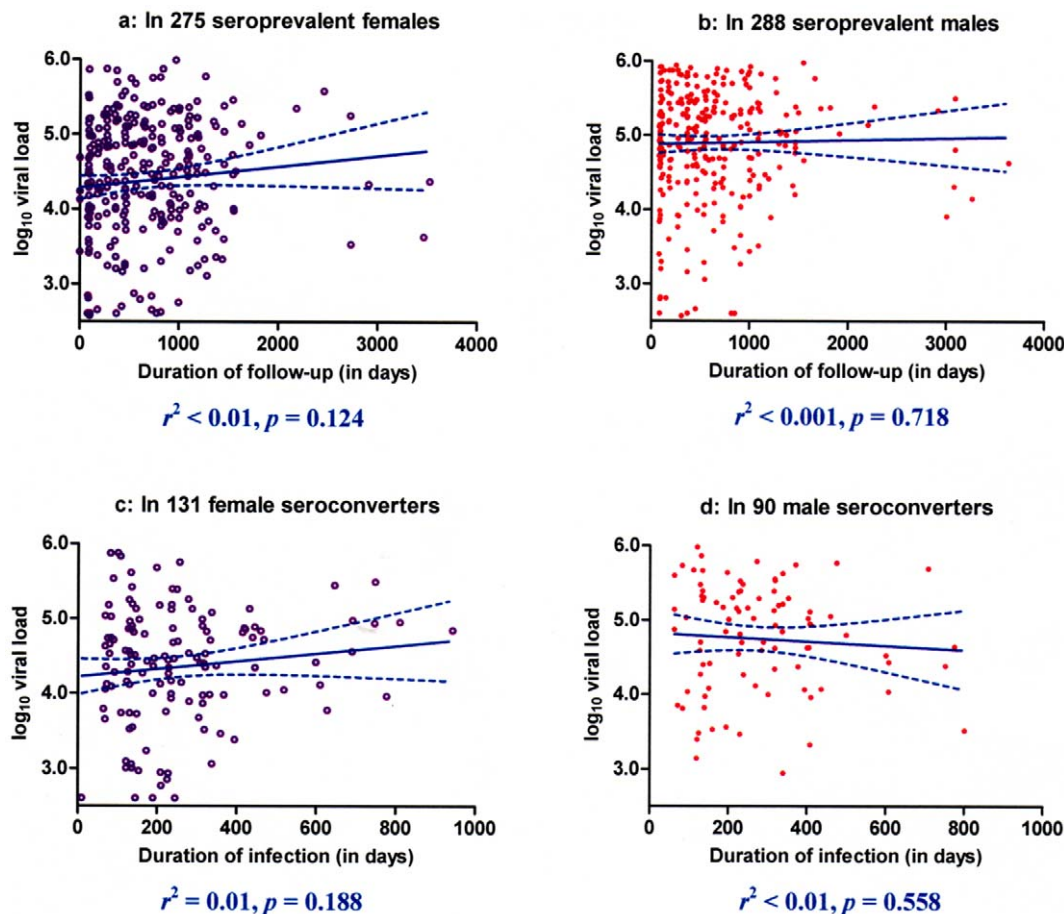 a: In 275 seroprevalent females
log10 viral load
6.0
5.0
4.0
3.0
0
1000
2000
3000
4000
Duration of follow-up (in days)
r² < 0.01, p = 0.124
b: In 288 seroprevalent males
log10 viral load
6.0
5.0
4.0
3.0
0
1000
2000
3000
4000
Duration of follow-up (in days)
r² < 0.001, p = 0.718
c: In 131 female seroconverters
log10 viral load
6.0
5.0
4.0
3.0
0
200
400
600
800
1000
Duration of infection (in days)
r² = 0.01, p = 0.188
d: In 90 male seroconverters
log10 viral load
6.0
5.0
4.0
3.0
0
200
400
600
800
1000
Duration of infection (in days)
r² < 0.01, p = 0.558